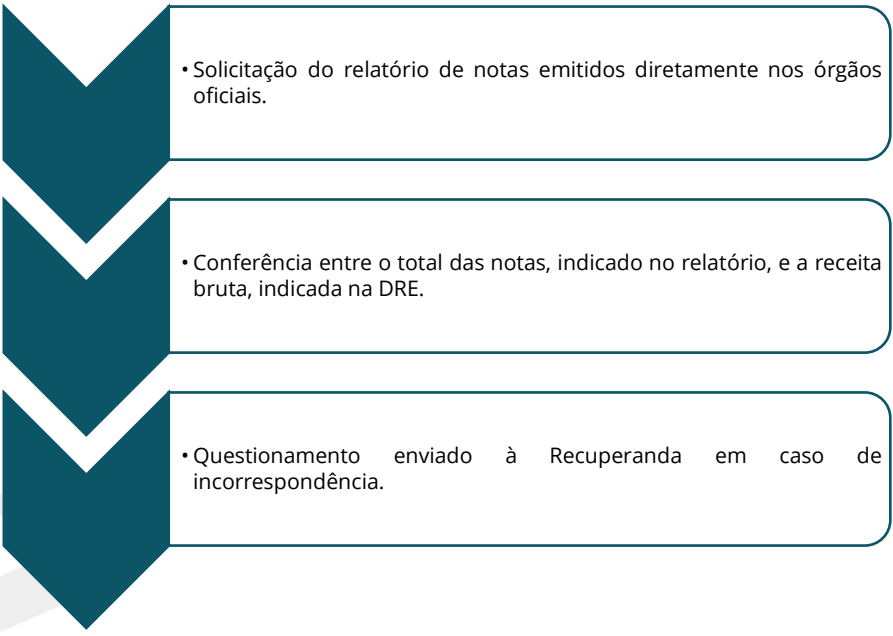 • Solicitação do relatório de notas emitidos diretamente nos órgãos
oficiais.
• Conferência entre o total das notas, indicado no relatório, e a receita
bruta, indicada na DRE.
• Questionamento enviado à Recuperanda em caso de
incorrespondência.